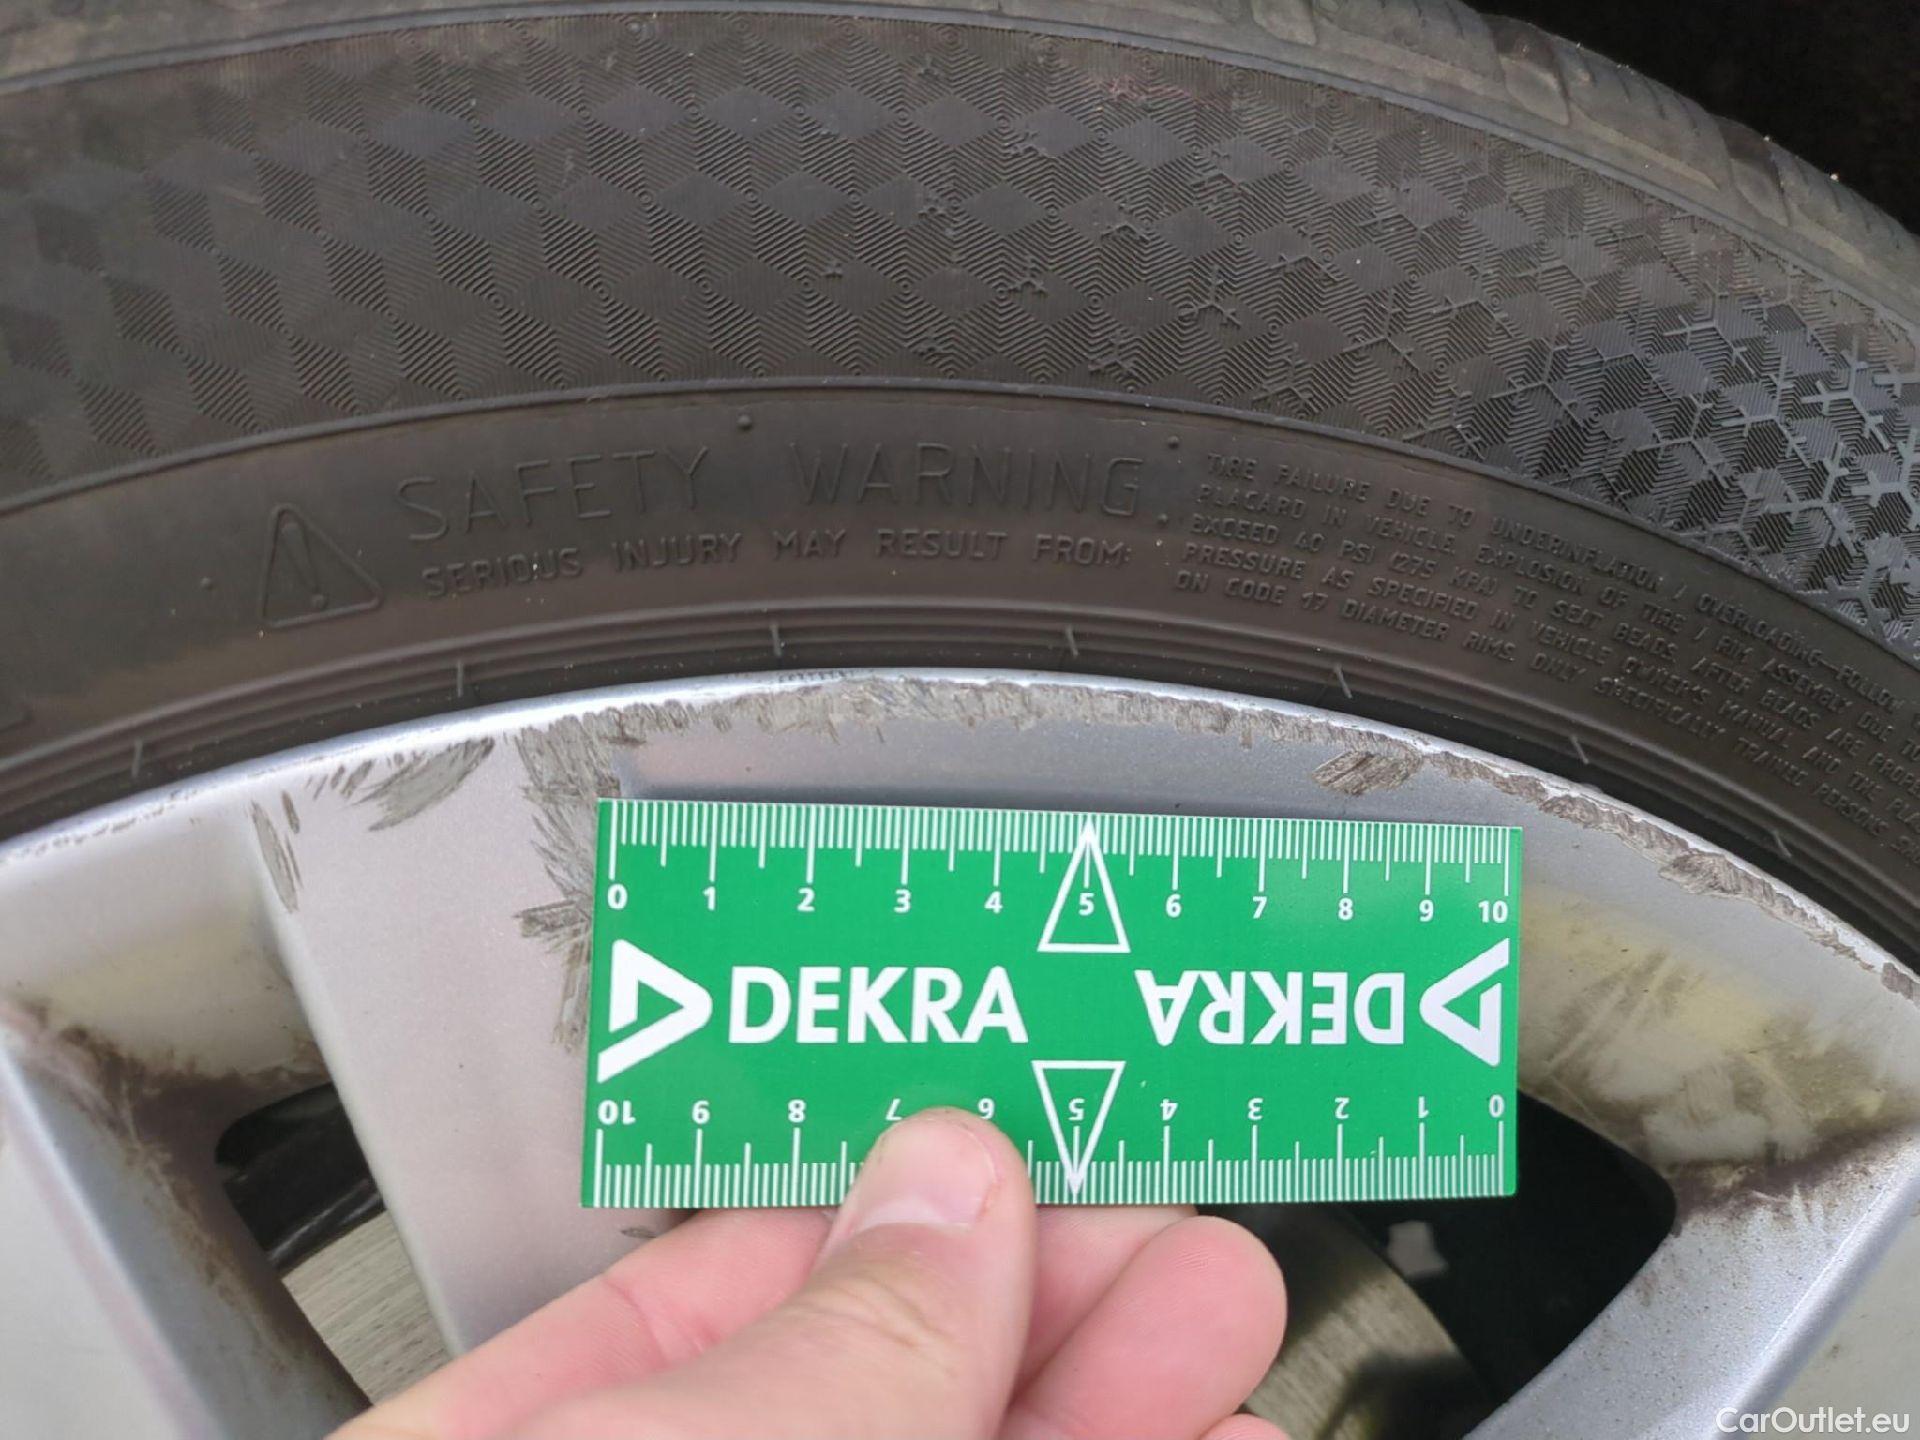 SAFETY WARNING
SERIOUS INJURY MAY RESULT FROM:
TIRE FAILURE DUE TO UNDERINFLATION / OVERLOADING-FOLLOW
PLACARD IN VEHICLE. EXPLOSION OF TIRE / RIM ASSEMBLY DUE TO
EXCEED 40 PSI (275 KPA) TO SEAT BEADS. AFTER BEADS ARE PROPER
PRESSURE AS SPECIFIED IN VEHICLE OWNER'S MANUAL AND THE PLA
ON CODE 17 DIAMETER RIMS. ONLY SPECIFICALLY TRAINED PERSONS
0 1 2 3 4 5 6 7 8 9 10
DEKRA DEKRA
10 9 8 7 6 5 4 3 2 1 0
CarOutlet.eu